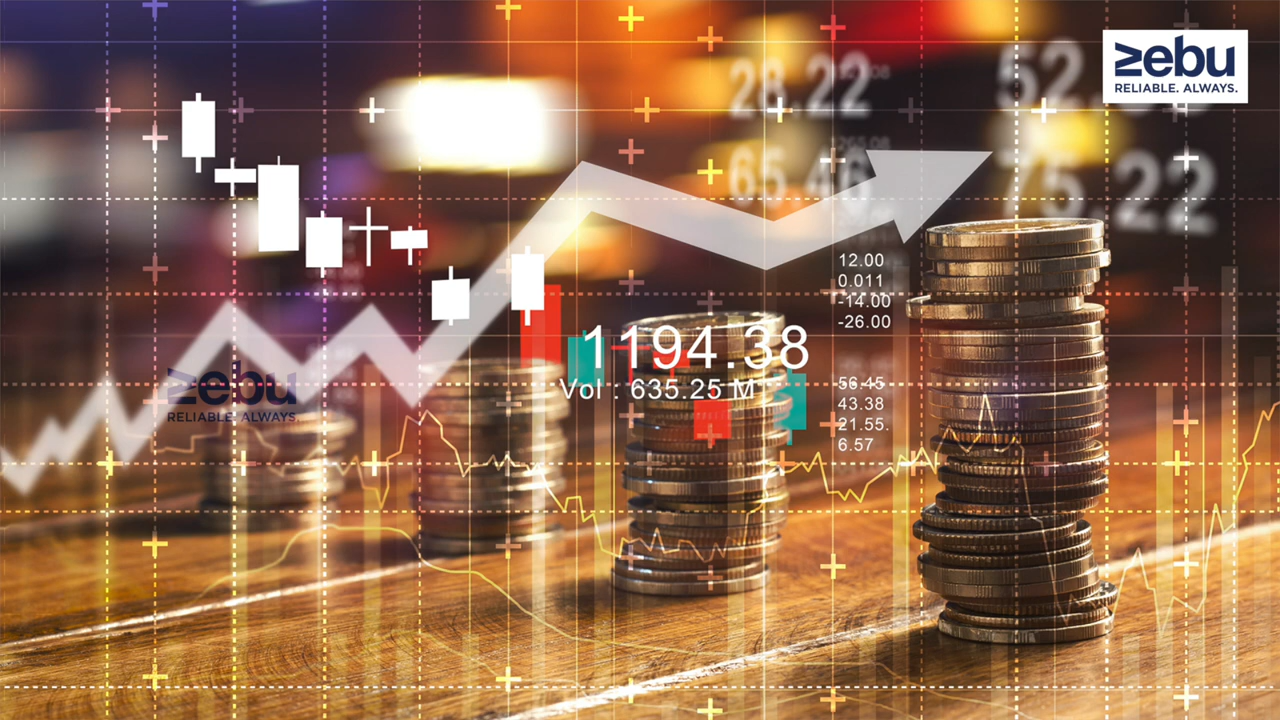 zebu
RELIABLE. ALWAYS.
28.22
52
65.46
75.22
12.00
0.011
-14.00
-26.00
1194.38
Vol : 635.25 M
56.45
43.38
21.55.
6.57
zebu
RELIABLE. ALWAYS.